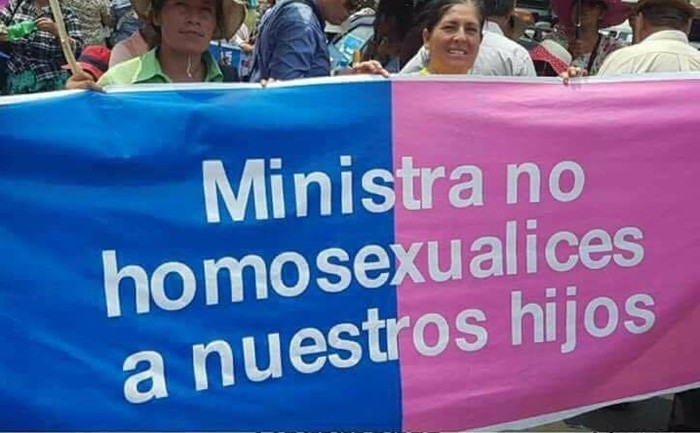 Ministra no
homosexualices
a nuestros hijos